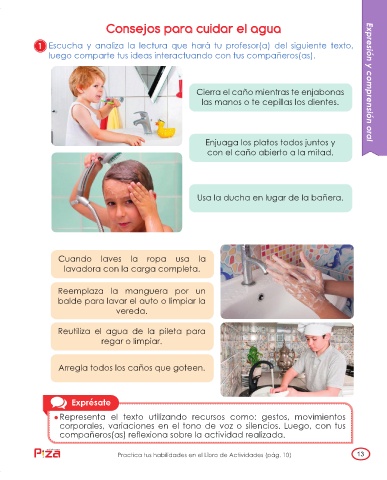 Consejos para cuidar el agua
1 Escucha y analiza la lectura que hará tu profesor(a) del siguiente texto,
luego comparte tus ideas interactuando con tus compañeros(as).
Expresión y comprensión oral
Cierra el caño mientras te enjabonas
las manos o te cepillas los dientes.
Enjuaga los platos todos juntos y
con el caño abierto a la mitad.
Usa la ducha en lugar de la bañera.
Cuando laves la ropa usa la
lavadora con la carga completa.
Reemplaza la manguera por un
balde para lavar el auto o limpiar la
vereda.
Reutiliza el agua de la pileta para
regar o limpiar.
Arregla todos los caños que goteen.
Exprésate
Representa el texto utilizando recursos como: gestos, movimientos
corporales, variaciones en el tono de voz o silencios. Luego, con tus
compañeros(as) reflexiona sobre la actividad realizada.
Practica tus habilidades en el Libro de Actividades (pág. 10)
13